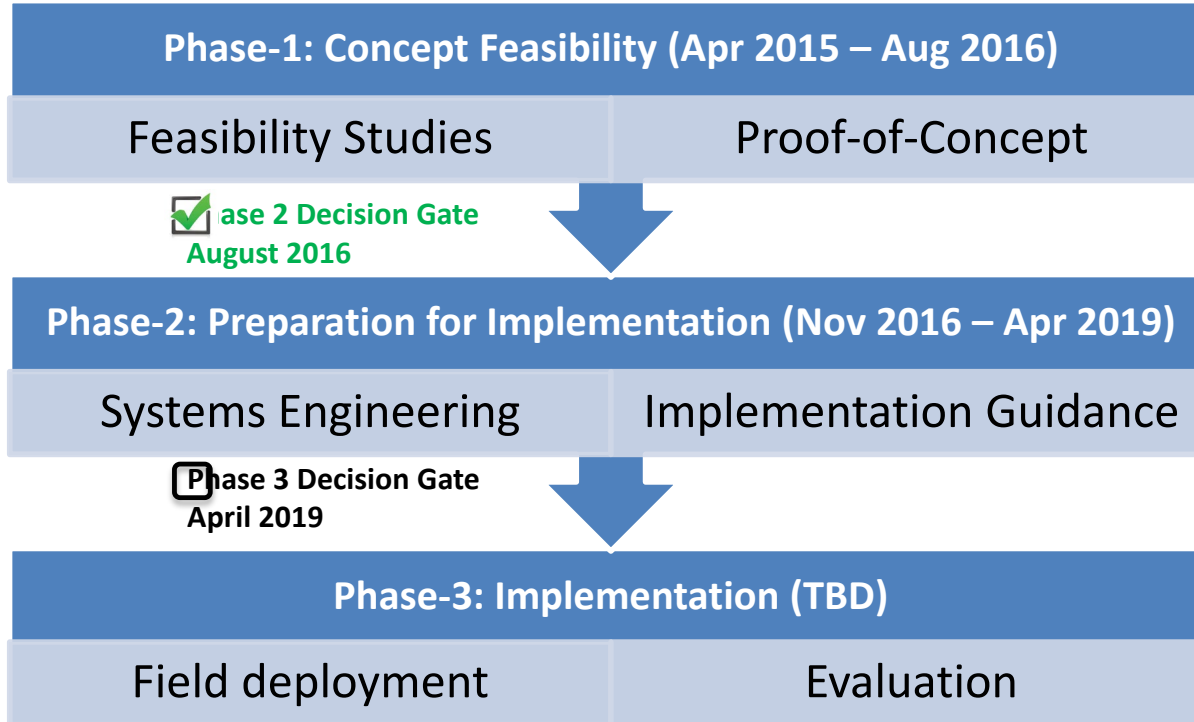 Phase-1: Concept Feasibility (Apr 2015 – Aug 2016)
Feasibility Studies
Proof-of-Concept
ase 2 Decision Gate
August 2016
Phase-2: Preparation for Implementation (Nov 2016 – Apr 2019)
Systems Engineering
Implementation Guidance
Phase 3 Decision Gate
April 2019
Phase-3: Implementation (TBD)
Field deployment
Evaluation